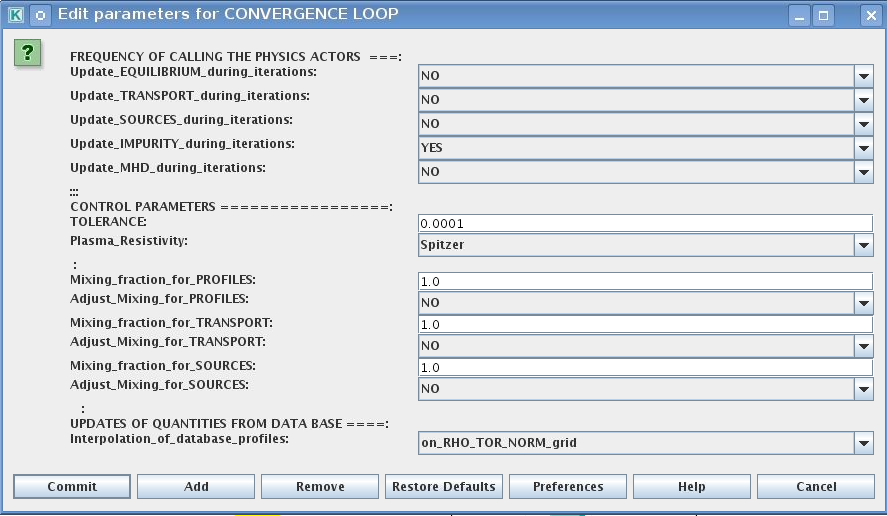 Edit parameters for CONVERGENCE LOOP
?
FREQUENCY OF CALLING THE PHYSICS ACTORS ===:
Update_EQUILIBRIUM_during_iterations: NO
Update_TRANSPORT_during_iterations: NO
Update_SOURCES_during_iterations: NO
Update_IMPURITY_during_iterations: YES
Update_MHD_during_iterations: NO
:::
CONTROL PARAMETERS =================:
TOLERANCE: 0.0001
Plasma_Resistivity: Spitzer
:
Mixing_fraction_for_PROFILES: 1.0
Adjust_Mixing_for_PROFILES: NO
Mixing_fraction_for_TRANSPORT: 1.0
Adjust_Mixing_for_TRANSPORT: NO
Mixing_fraction_for_SOURCES: 1.0
Adjust_Mixing_for_SOURCES: NO
:
UPDATES OF QUANTITIES FROM DATA BASE ====:
Interpolation_of_database_profiles: on_RHO_TOR_NORM_grid
Commit Add Remove Restore Defaults Preferences Help Cancel